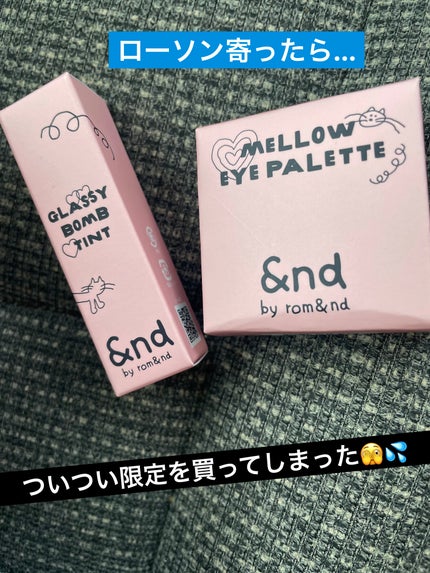 ローソン寄ったら...
MELLOW
EYE PALETTE
&nd
by rom&nd
GLASSY
BOMB
TINT
&nd
by rom&nd
ついつい限定を買ってしまった🫣💦